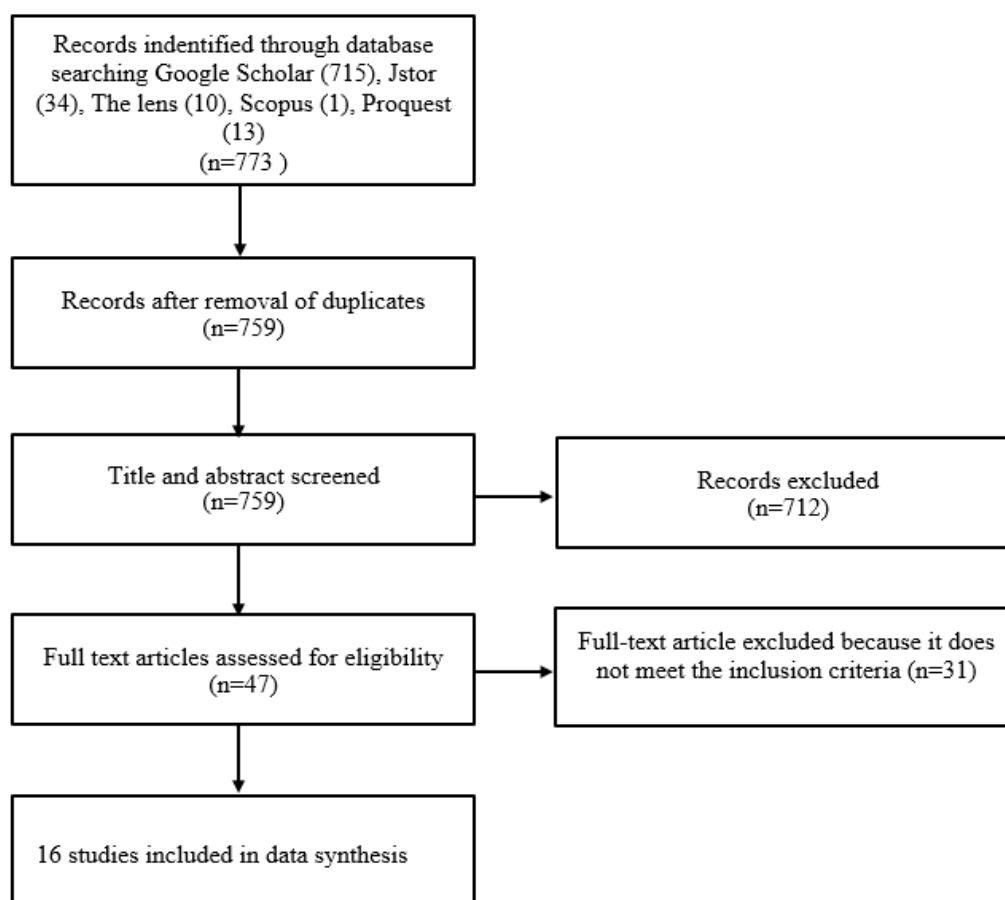 Records indentified through database
searching Google Scholar (715), Jstor
(34), The lens (10), Scopus (1), Proquest
(13)
(n=773 )
Records after removal of duplicates
(n=759)
Title and abstract screened
(n=759)
Records excluded
(n=712)
Full text articles assessed for eligibility
(n=47)
Full-text article excluded because it does
not meet the inclusion criteria (n=31)
16 studies included in data synthesis